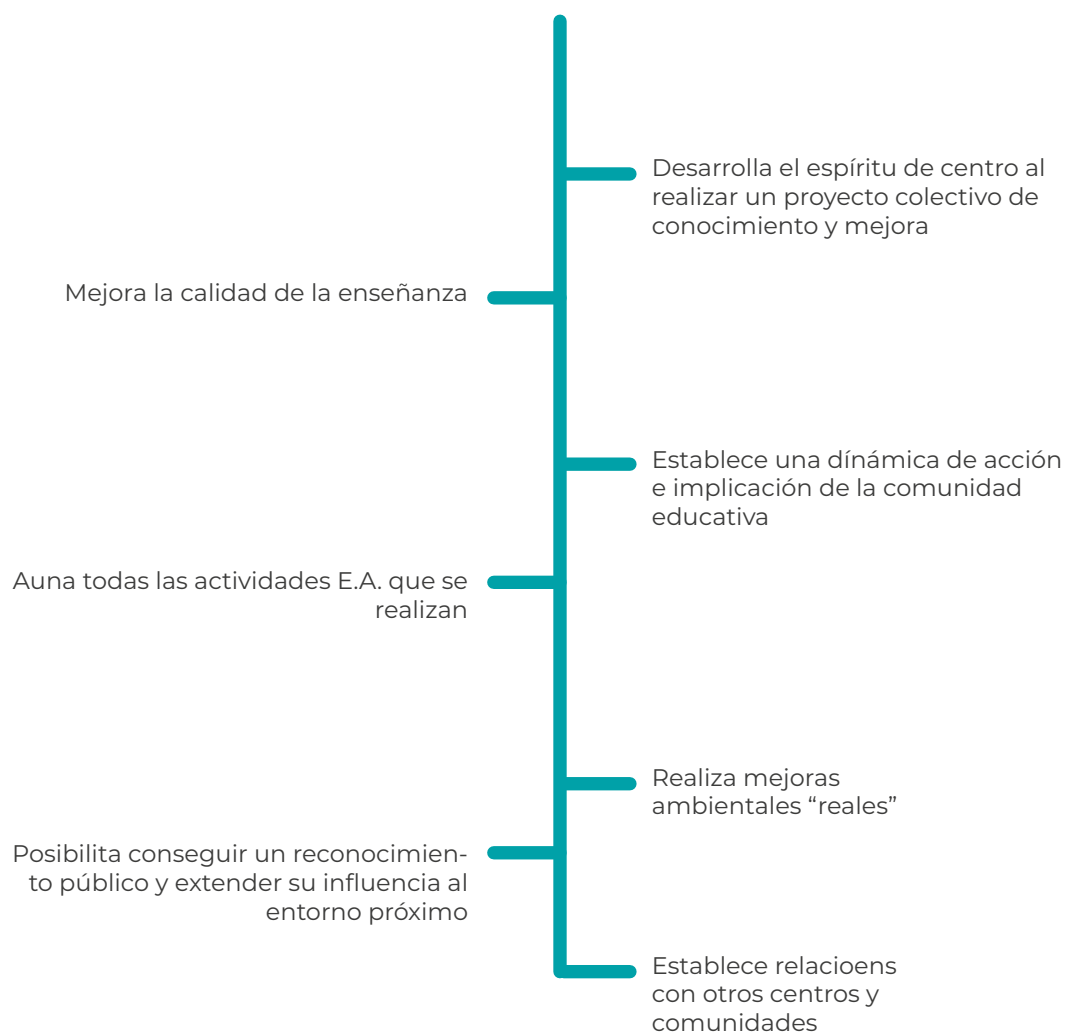 Desarrolla el espíritu de centro al
realizar un proyecto colectivo de
conocimiento y mejora
Mejora la calidad de la enseñanza
Establece una dínámica de acción
e implicación de la comunidad
educativa
Auna todas las actividades E.A. que se
realizan
Realiza mejoras
ambientales “reales”
Posibilita conseguir un reconocimien-
to público y extender su influencia al
entorno próximo
Establece relacioens
con otros centros y
comunidades